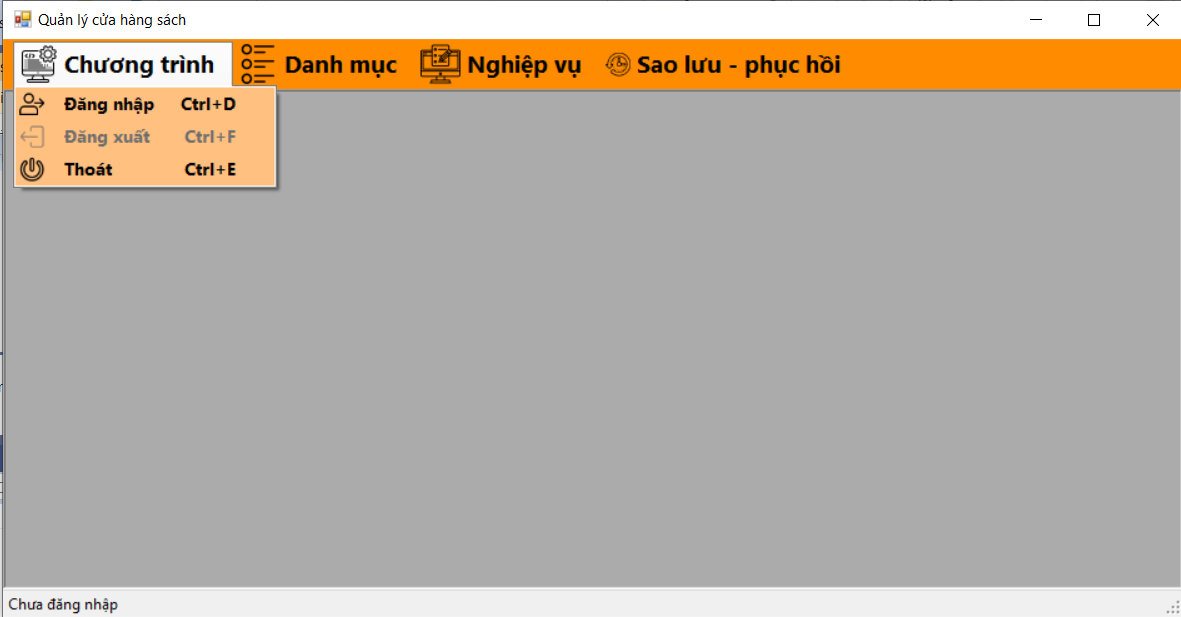 Quản lý cửa hàng sách
Chương trình Danh mục Nghiệp vụ Sao lưu - phục hồi
Đăng nhập Ctrl+D
Đăng xuất Ctrl+F
Thoát Ctrl+E
Chưa đăng nhập